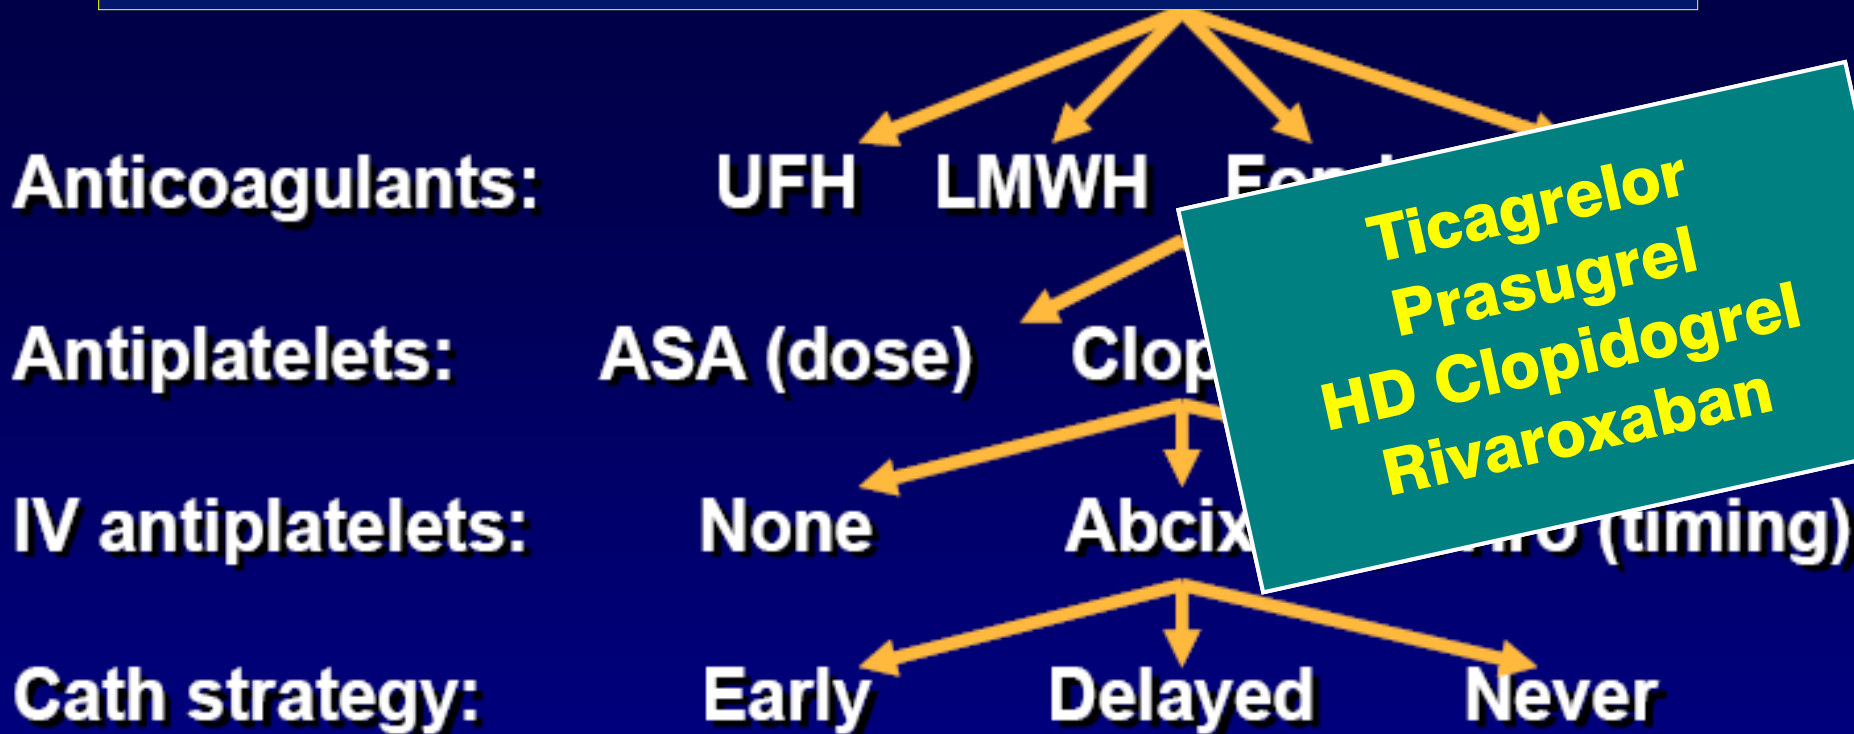 Anticoagulants: UFH LMWH
Antiplatelets: ASA (dose)
IV antiplatelets: None (timing)
Cath strategy: Early Delayed Never
Ticagrelor
Prasugrel
HD Clopidogrel
Rivaroxaban